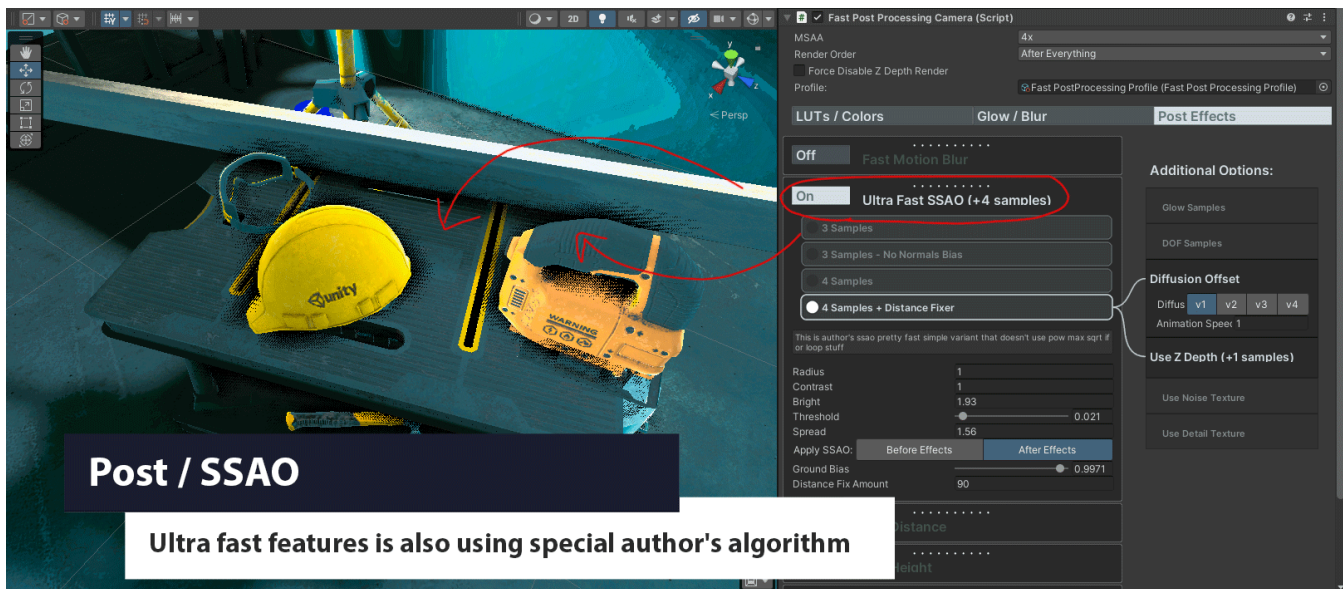 2D
Persp
y
x
z
unity
WARNING
Post / SSAO
Ultra fast features is also using special author's algorithm
Fast Post Processing Camera (Script)
MSAA
4x
Render Order
After Everything
Force Disable Z Depth Render
Profile:
Fast PostProcessing Profile (Fast Post Processing Profile)
LUTs / Colors
Glow / Blur
Post Effects
Off
Fast Motion Blur
On
Ultra Fast SSAO (+4 samples)
3 Samples
3 Samples - No Normals Bias
4 Samples
4 Samples + Distance Fixer
This is author's ssao pretty fast simple variant that doesn't use pow max sqrt if
or loop stuff
Radius
1
Contrast
1
Bright
1.93
Threshold
0.021
Spread
1.56
Apply SSAO:
Before Effects
After Effects
Ground Bias
0.9971
Distance Fix Amount
90
Distance
Height
Additional Options:
Glow Samples
DOF Samples
Diffusion Offset
Diffus
v1
v2
v3
v4
Animation Speec 1
Use Z Depth (+1 samples)
Use Noise Texture
Use Detail Texture